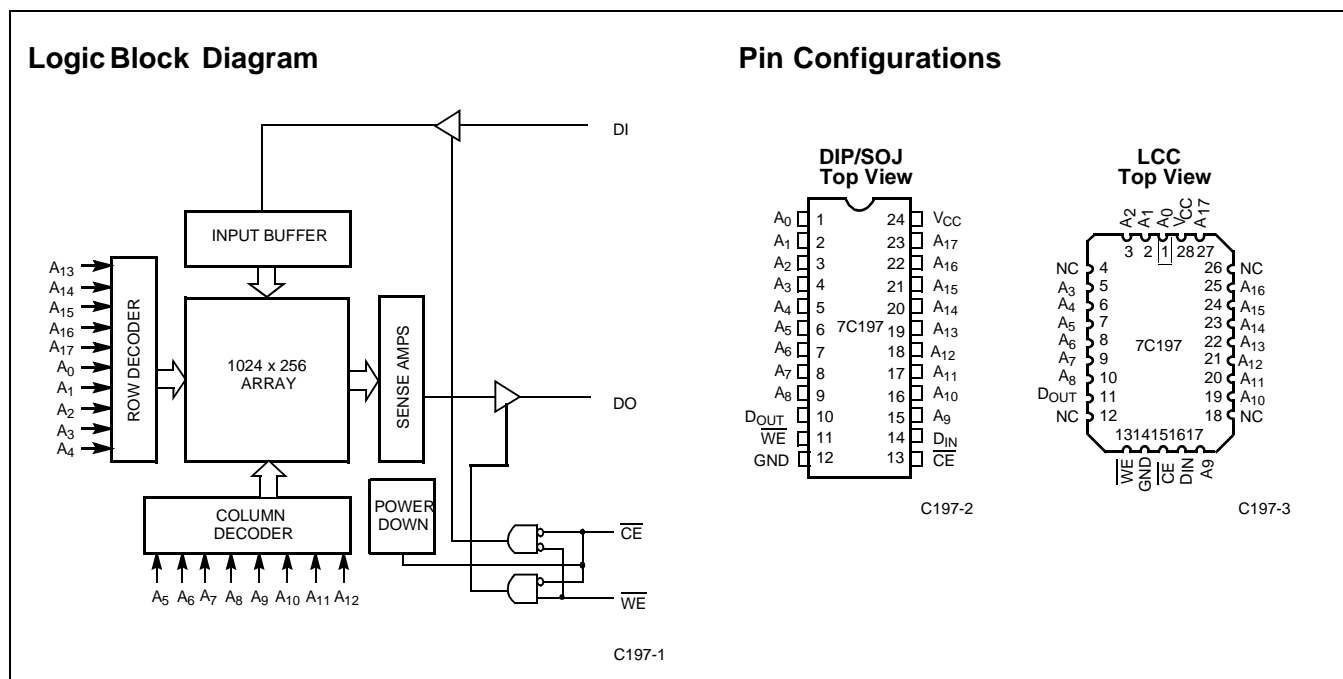 Logic Block Diagram
DI
INPUT BUFFER
A13
A14
A15
A16
A17
A0
A1
A2
A3
A4
ROW DECODER
1024 x 256
ARRAY
SENSE AMPS
DO
COLUMN
DECODER
POWER
DOWN
CE
WE
A5 A6 A7 A8 A9 A10 A11 A12
C197-1
Pin Configurations
DIP/SOJ
Top View
A0 1 24 VCC
A1 2 23 A17
A2 3 22 A16
A3 4 21 A15
A4 5 20 A14
A5 6 7C197 19 A13
A6 7 18 A12
A7 8 17 A11
A8 9 16 A10
DOUT 10 15 A9
WE 11 14 DIN
GND 12 13 CE
C197-2
LCC
Top View
A2 A1 A0 VCC A17
3 2 1 28 27
NC 4 26 NC
A3 5 25 A16
A4 6 24 A15
A5 7 23 A14
A6 8 7C197 22 A13
A7 9 21 A12
A8 10 20 A11
DOUT 11 19 A10
NC 12 18 NC
13 14 15 16 17
WE GND CE DIN A9
C197-3